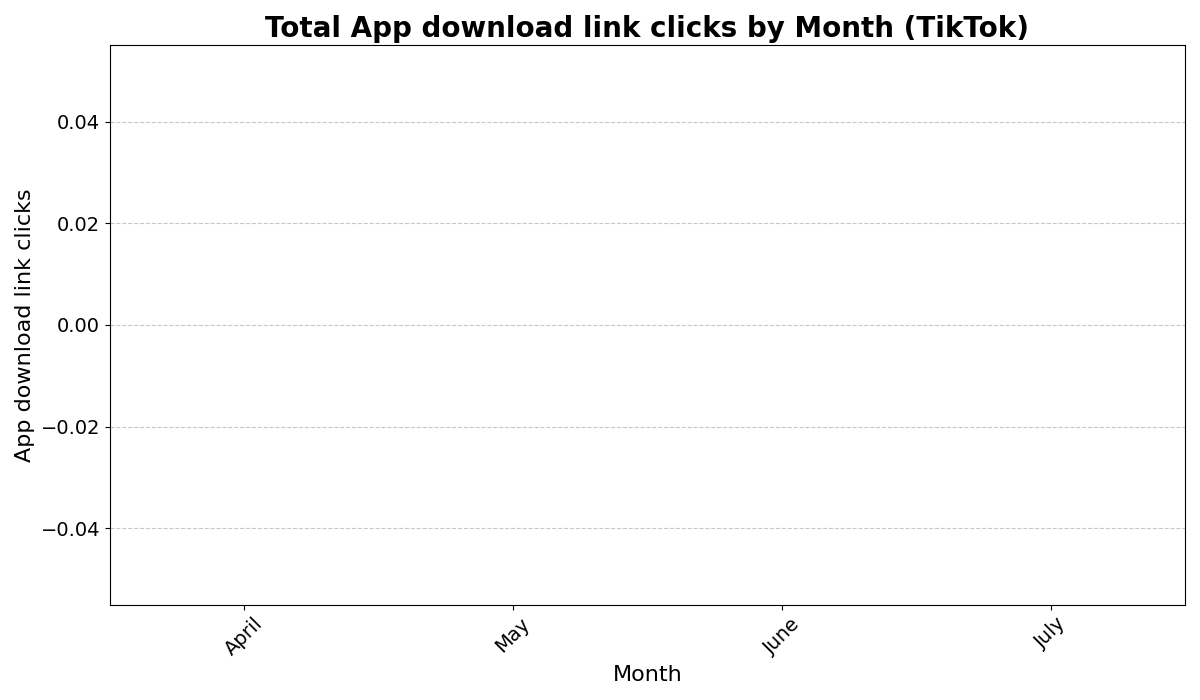 Total App download link clicks by Month (TikTok)
App download link clicks
0.04
0.02
0.00
−0.02
−0.04
April
May
June
July
Month